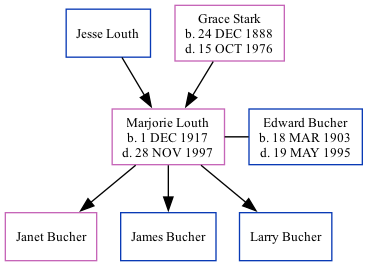 Jesse Louth
Grace Stark
b. 24 DEC 1888
d. 15 OCT 1976
Marjorie Louth
b. 1 DEC 1917
d. 28 NOV 1997
Edward Bucher
b. 18 MAR 1903
d. 19 MAY 1995
Janet Bucher
James Bucher
Larry Bucher